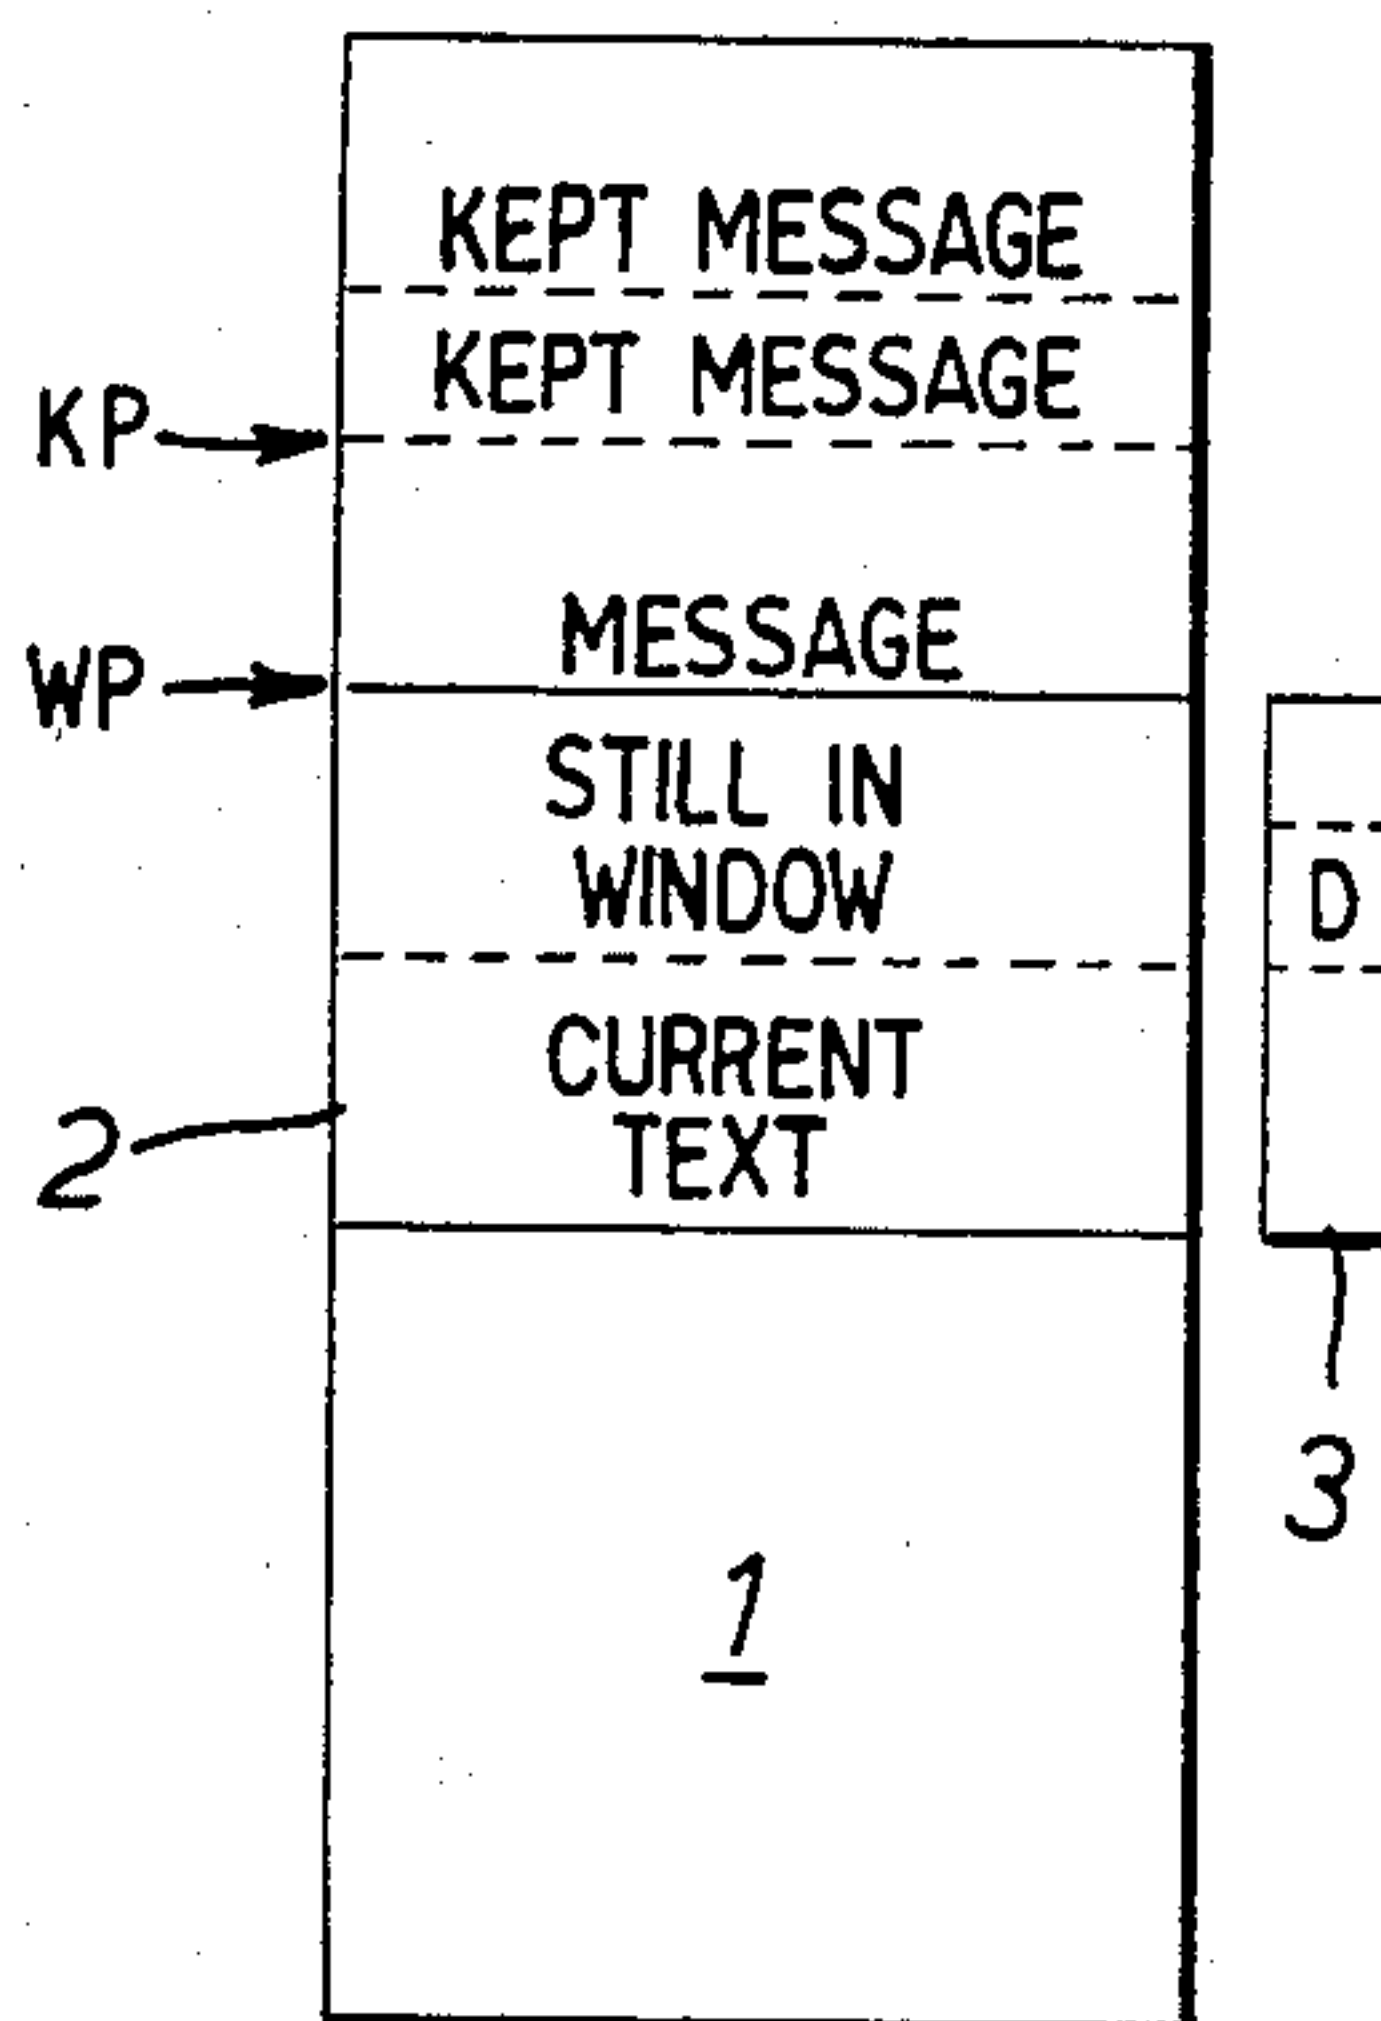 KEPT MESSAGE
KEPT MESSAGE
KP
MESSAGE
WP
STILL IN
WINDOW
D
CURRENT
TEXT
2
3
1